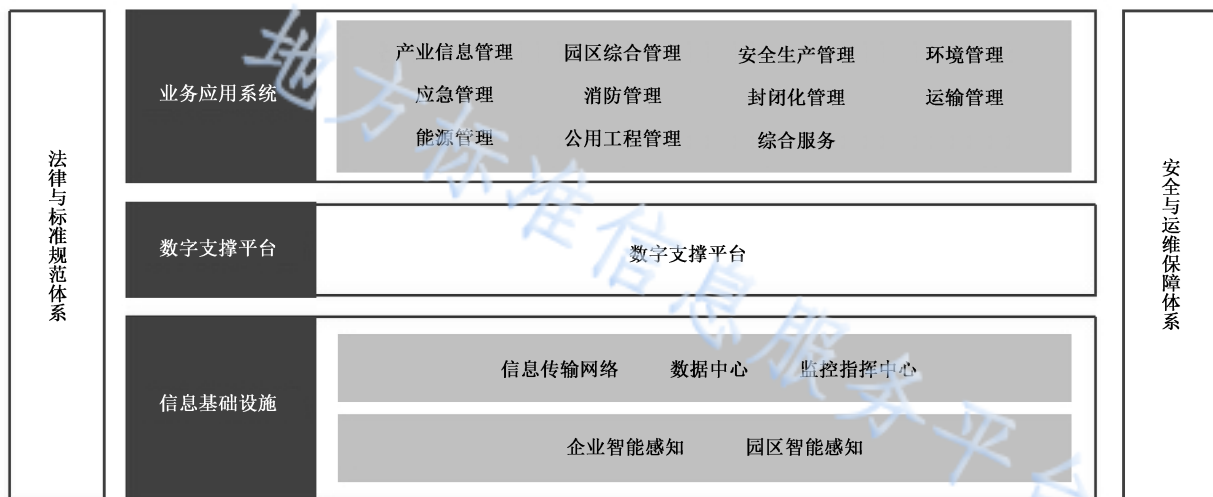 法律与标准规范体系
业务应用系统
产业信息管理 园区综合管理 安全生产管理 环境管理
应急管理 消防管理 封闭化管理 运输管理
能源管理 公用工程管理 综合服务
数字支撑平台
数字支撑平台
信息基础设施
信息传输网络 数据中心 监控指挥中心
企业智能感知 园区智能感知
安全与运维保障体系
地方标准信息服务平台